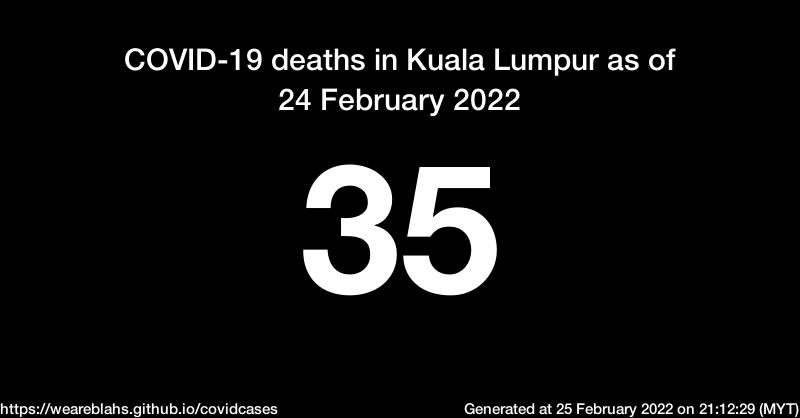 COVID-19 deaths in Kuala Lumpur as of
24 February 2022
35
https://weareblahs.github.io/covidcases
Generated at 25 February 2022 on 21:12:29 (MYT)